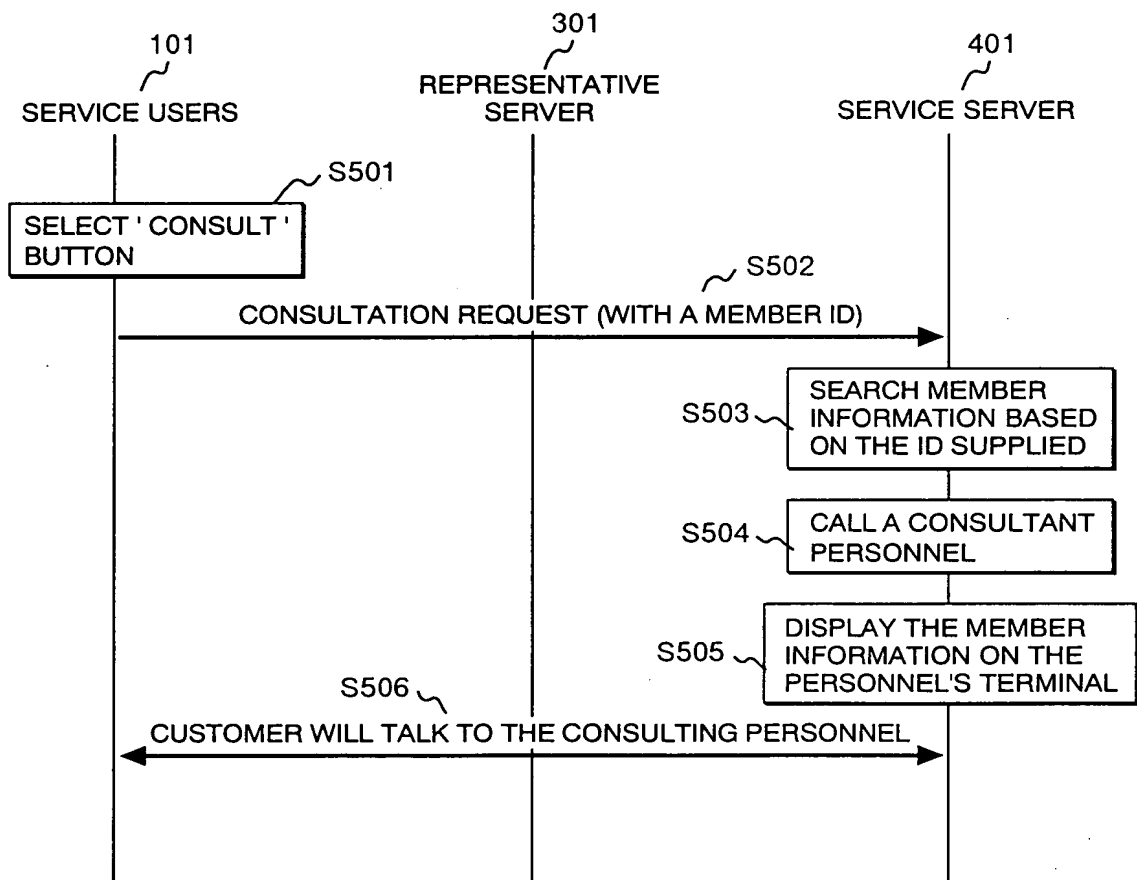 101
301
401
SERVICE USERS
REPRESENTATIVE
SERVER
SERVICE SERVER
S501
SELECT ' CONSULT '
BUTTON
S502
CONSULTATION REQUEST (WITH A MEMBER ID)
S503
SEARCH MEMBER
INFORMATION BASED
ON THE ID SUPPLIED
S504
CALL A CONSULTANT
PERSONNEL
S505
DISPLAY THE MEMBER
INFORMATION ON THE
PERSONNEL'S TERMINAL
S506
CUSTOMER WILL TALK TO THE CONSULTING PERSONNEL